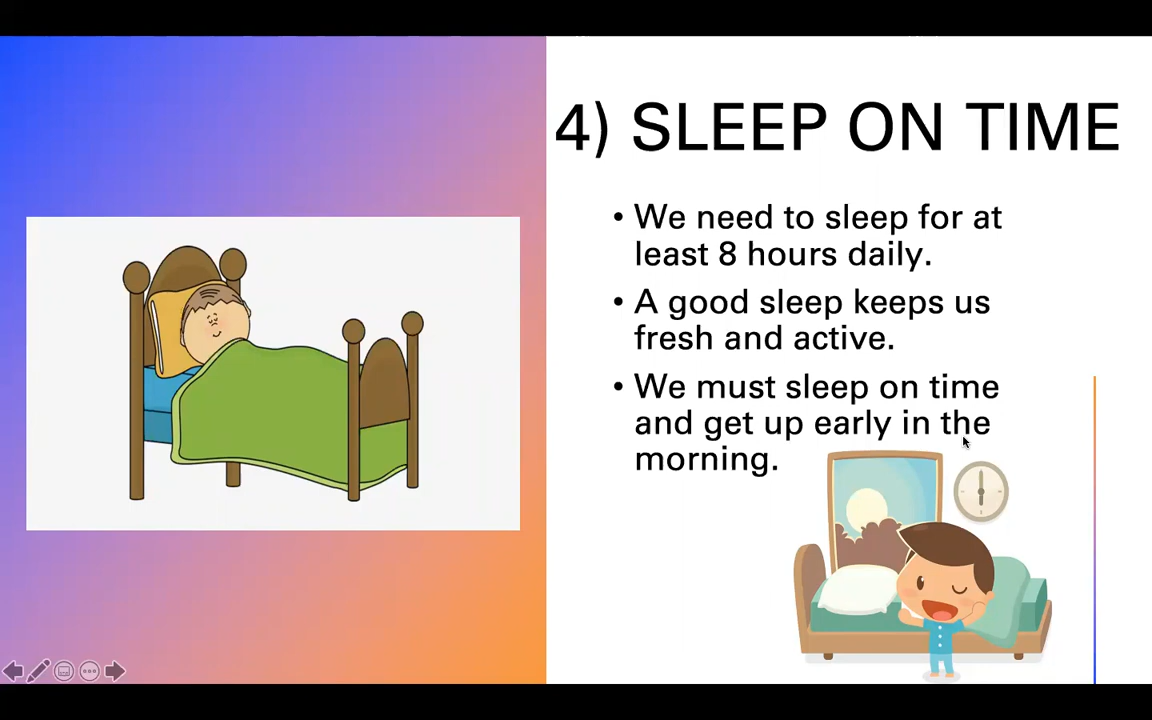 4) SLEEP ON TIME
• We need to sleep for at
least 8 hours daily.
• A good sleep keeps us
fresh and active.
• We must sleep on time
and get up early in the
morning.